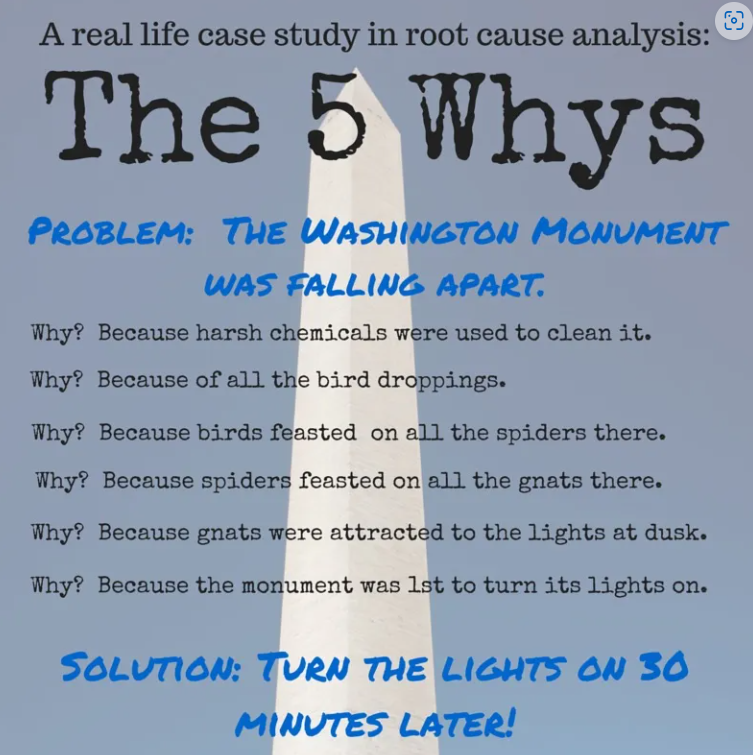 A real life case study in root cause analysis:
The 5 Whys
PROBLEM: THE WASHINGTON MONUMENT
WAS FALLING APART.
Why? Because harsh chemicals were used to clean it.
Why? Because of all the bird droppings.
Why? Because birds feasted on all the spiders there.
Why? Because spiders feasted on all the gnats there.
Why? Because gnats were attracted to the lights at dusk.
Why? Because the monument was 1st to turn its lights on.
SOLUTION: TURN THE LIGHTS ON 30
MINUTES LATER!